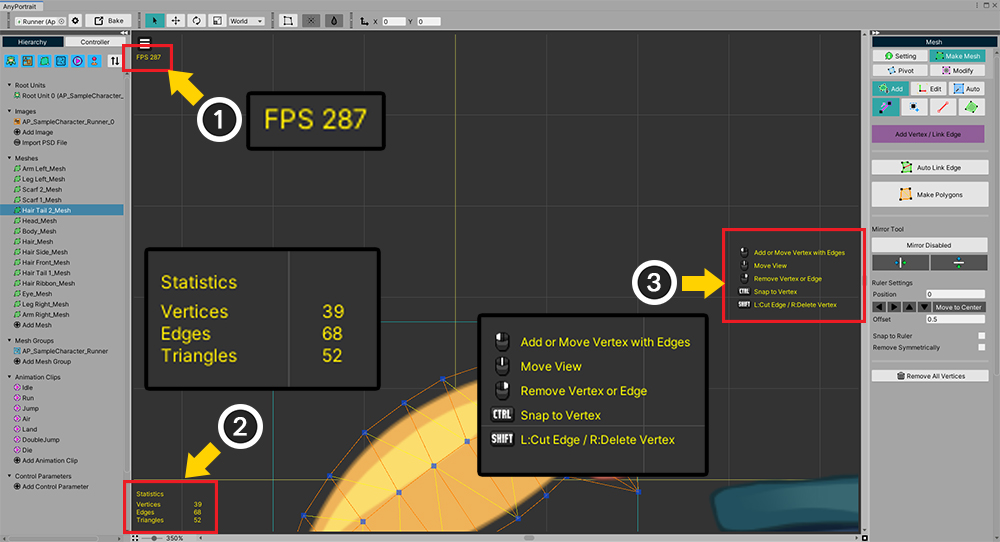 AnyPortrait
Runner (Ap
Bake
World
X 0 Y 0
Hierarchy
Controller
Root Units
Root Unit 0 (AP_SampleCharacter_
Images
AP_SampleCharacter_Runner_0
Add Image
Import PSD File
Meshes
Arm Left_Mesh
Leg Left_Mesh
Scarf 2_Mesh
Scarf 1_Mesh
Hair Tail 2_Mesh
Head_Mesh
Body_Mesh
Hair_Mesh
Hair Side_Mesh
Hair Front_Mesh
Hair Tail 1_Mesh
Hair Ribbon_Mesh
Eye_Mesh
Leg Right_Mesh
Arm Right_Mesh
Add Mesh
Mesh Groups
AP_SampleCharacter_Runner
Add Mesh Group
Animation Clips
Idle
Run
Jump
Air
Land
DoubleJump
Die
Add Animation Clip
Control Parameters
Add Control Parameter
FPS 287
1
FPS 287
Statistics
Vertices 39
Edges 68
Triangles 52
2
Statistics
Vertices 39
Edges 68
Triangles 52
350%
3
Add or Move Vertex with Edges
Move View
Remove Vertex or Edge
CTRL Snap to Vertex
SHIFT L:Cut Edge / R:Delete Vertex
Add or Move Vertex with Edges
Move View
Remove Vertex or Edge
CTRL Snap to Vertex
SHIFT L:Cut Edge / R:Delete Vertex
Mesh
Setting
Make Mesh
Pivot
Modify
Add
Edit
Auto
Add Vertex / Link Edge
Auto Link Edge
Make Polygons
Mirror Tool
Mirror Disabled
Ruler Settings
Position 0
Move to Center
Offset 0.5
Snap to Ruler
Remove Symmetrically
Remove All Vertices